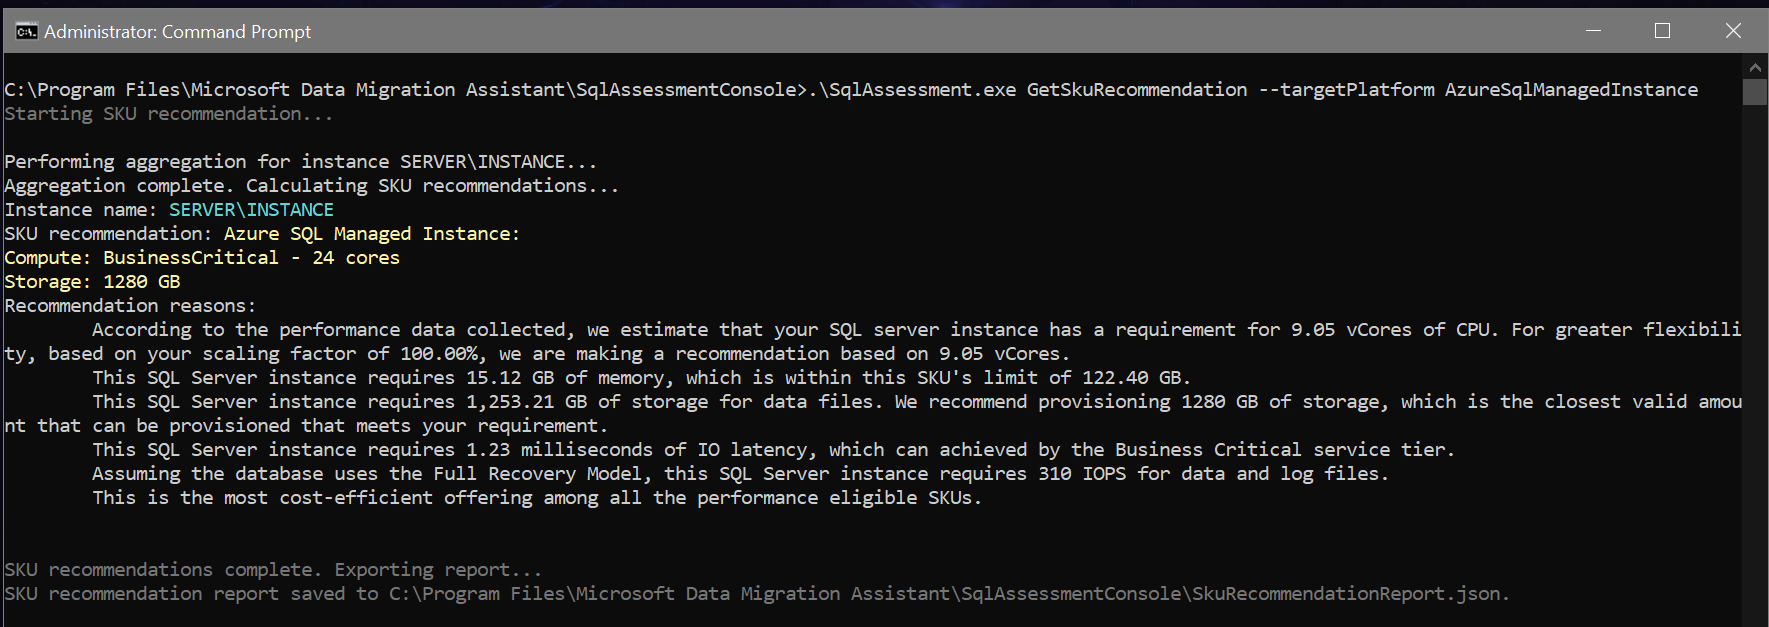 Administrator: Command Prompt
C:\Program Files\Microsoft Data Migration Assistant\SqlAssessmentConsole>.\SqlAssessment.exe GetSkuRecommendation --targetPlatform AzureSqlManagedInstance
Starting SKU recommendation...
Performing aggregation for instance SERVER\INSTANCE...
Aggregation complete. Calculating SKU recommendations...
Instance name: SERVER\INSTANCE
SKU recommendation: Azure SQL Managed Instance:
Compute: BusinessCritical - 24 cores
Storage: 1280 GB
Recommendation reasons:
According to the performance data collected, we estimate that your SQL server instance has a requirement for 9.05 vCores of CPU. For greater flexibili
ty, based on your scaling factor of 100.00%, we are making a recommendation based on 9.05 vCores.
This SQL Server instance requires 15.12 GB of memory, which is within this SKU's limit of 122.40 GB.
This SQL Server instance requires 1,253.21 GB of storage for data files. We recommend provisioning 1280 GB of storage, which is the closest valid amou
nt that can be provisioned that meets your requirement.
This SQL Server instance requires 1.23 milliseconds of IO latency, which can achieved by the Business Critical service tier.
Assuming the database uses the Full Recovery Model, this SQL Server instance requires 310 IOPS for data and log files.
This is the most cost-efficient offering among all the performance eligible SKUs.
SKU recommendations complete. Exporting report...
SKU recommendation report saved to C:\Program Files\Microsoft Data Migration Assistant\SqlAssessmentConsole\SkuRecommendationReport.json.